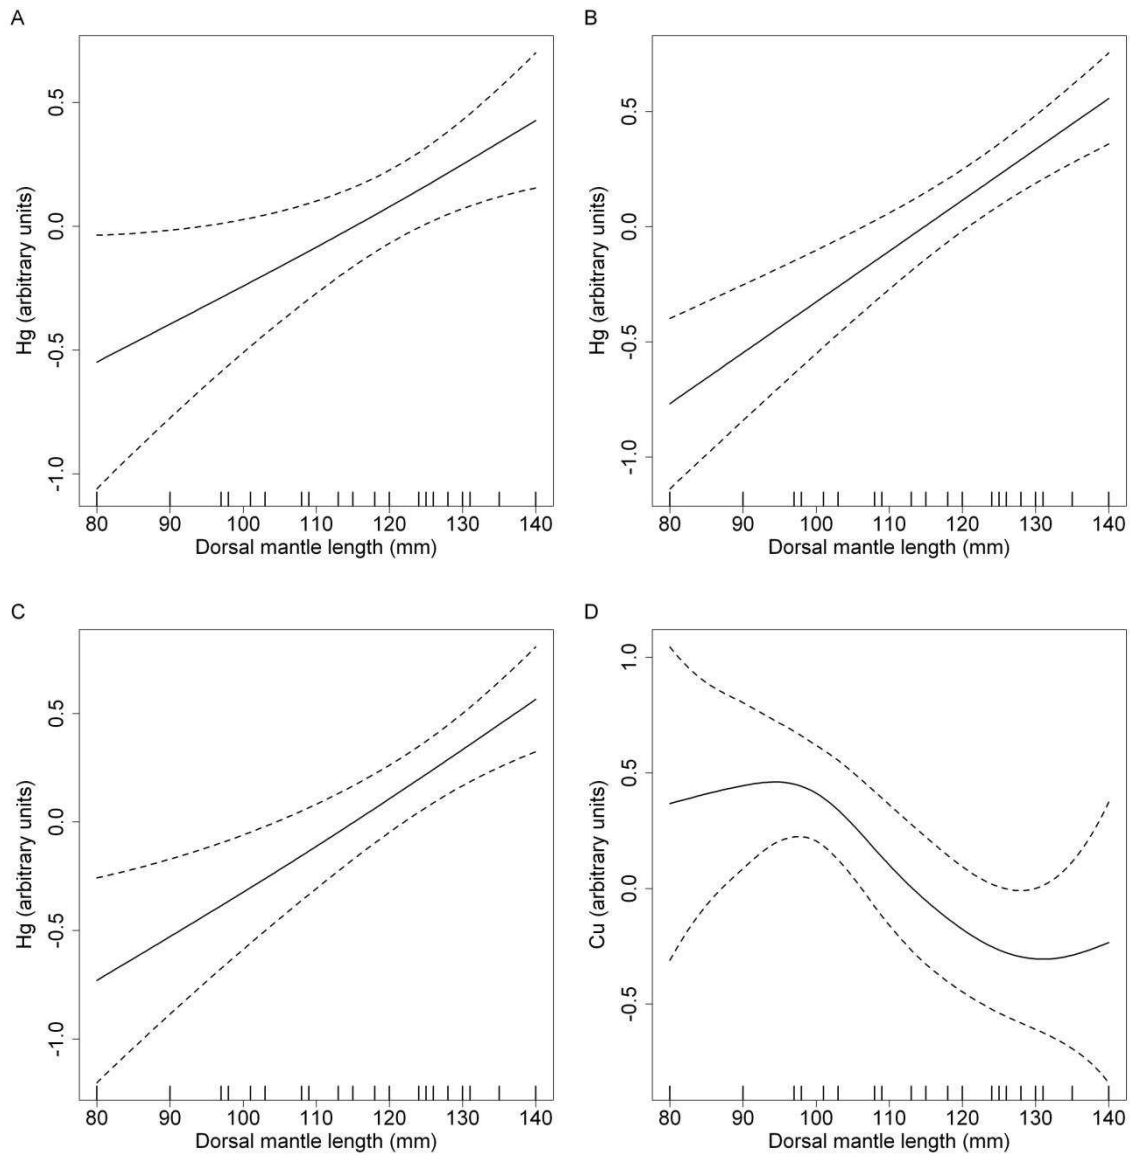 A
Hg (arbitrary units)
0.5
0.0
-0.5
-1.0
80 90 100 110 120 130 140
Dorsal mantle length (mm)
B
Hg (arbitrary units)
0.5
0.0
-0.5
-1.0
80 90 100 110 120 130 140
Dorsal mantle length (mm)
C
Hg (arbitrary units)
0.5
0.0
-0.5
-1.0
80 90 100 110 120 130 140
Dorsal mantle length (mm)
D
Cu (arbitrary units)
1.0
0.5
0.0
-0.5
80 90 100 110 120 130 140
Dorsal mantle length (mm)